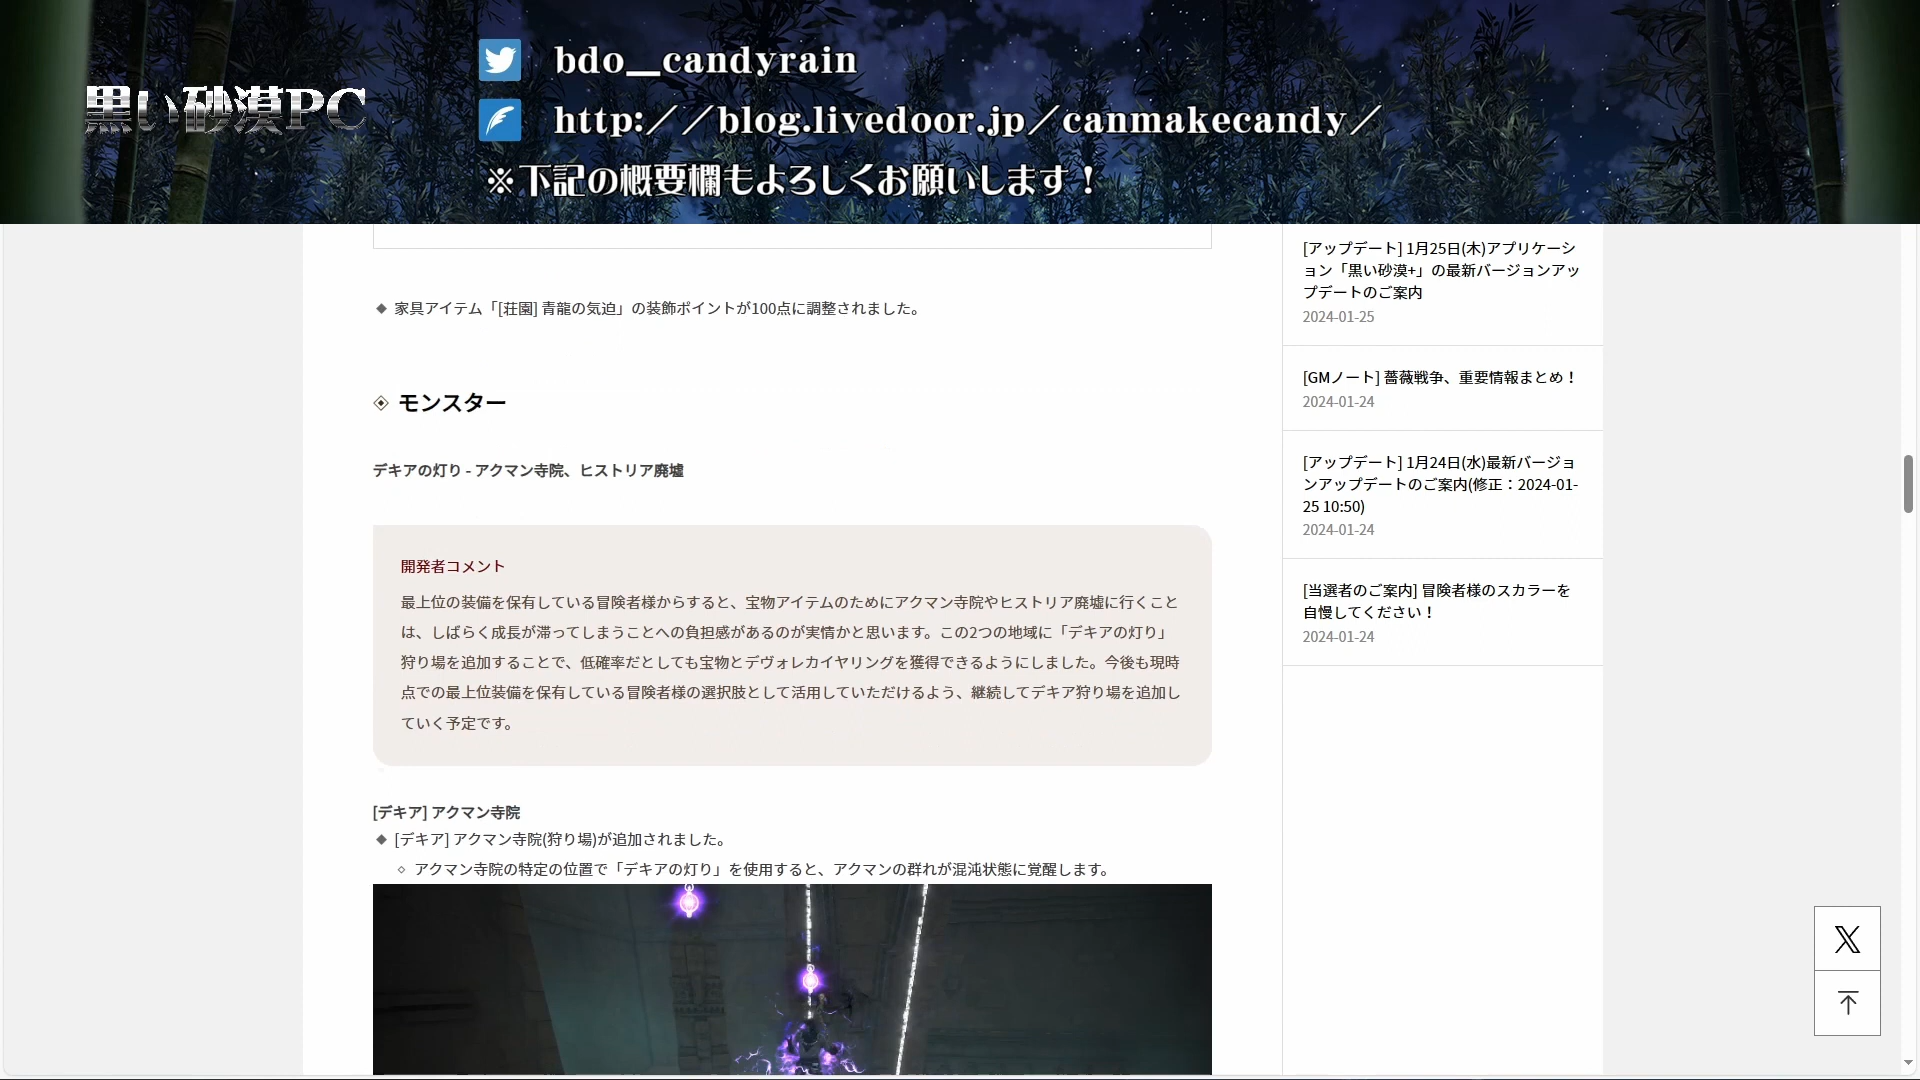 黒い砂漠PC
bdo__candyrain
http://blog.livedoor.jp/canmakecandy/
※下記の概要欄もよろしくお願いします！
◆ 家具アイテム「[荘園] 青龍の気迫」の装飾ポイントが100点に調整されました。
モンスター
デキアの灯り - アクマン寺院、ヒストリア廃墟
開発者コメント
最上位の装備を保有している冒険者様からすると、宝物アイテムのためにアクマン寺院やヒストリア廃墟に行くこと
は、しばらく成長が滞ってしまうことへの負担感があるのが実情かと思います。この2つの地域に「デキアの灯り」
狩り場を追加することで、低確率だとしても宝物とデヴォレカイヤリングを獲得できるようにしました。今後も現時
点での最上位装備を保有している冒険者様の選択肢として活用していただけるよう、継続してデキア狩り場を追加し
ていく予定です。
[デキア] アクマン寺院
◆ [デキア] アクマン寺院(狩り場)が追加されました。
◇ アクマン寺院の特定の位置で「デキアの灯り」を使用すると、アクマンの群れが混沌状態に覚醒します。
[アップデート] 1月25日(木)アプリケーシ
ョン「黒い砂漠+」の最新バージョンアッ
プデートのご案内
2024-01-25
[GMノート] 薔薇戦争、重要情報まとめ！
2024-01-24
[アップデート] 1月24日(水)最新バージョ
ンアップデートのご案内(修正：2024-01-
25 10:50)
2024-01-24
[当選者のご案内] 冒険者様のスカラーを
自慢してください！
2024-01-24